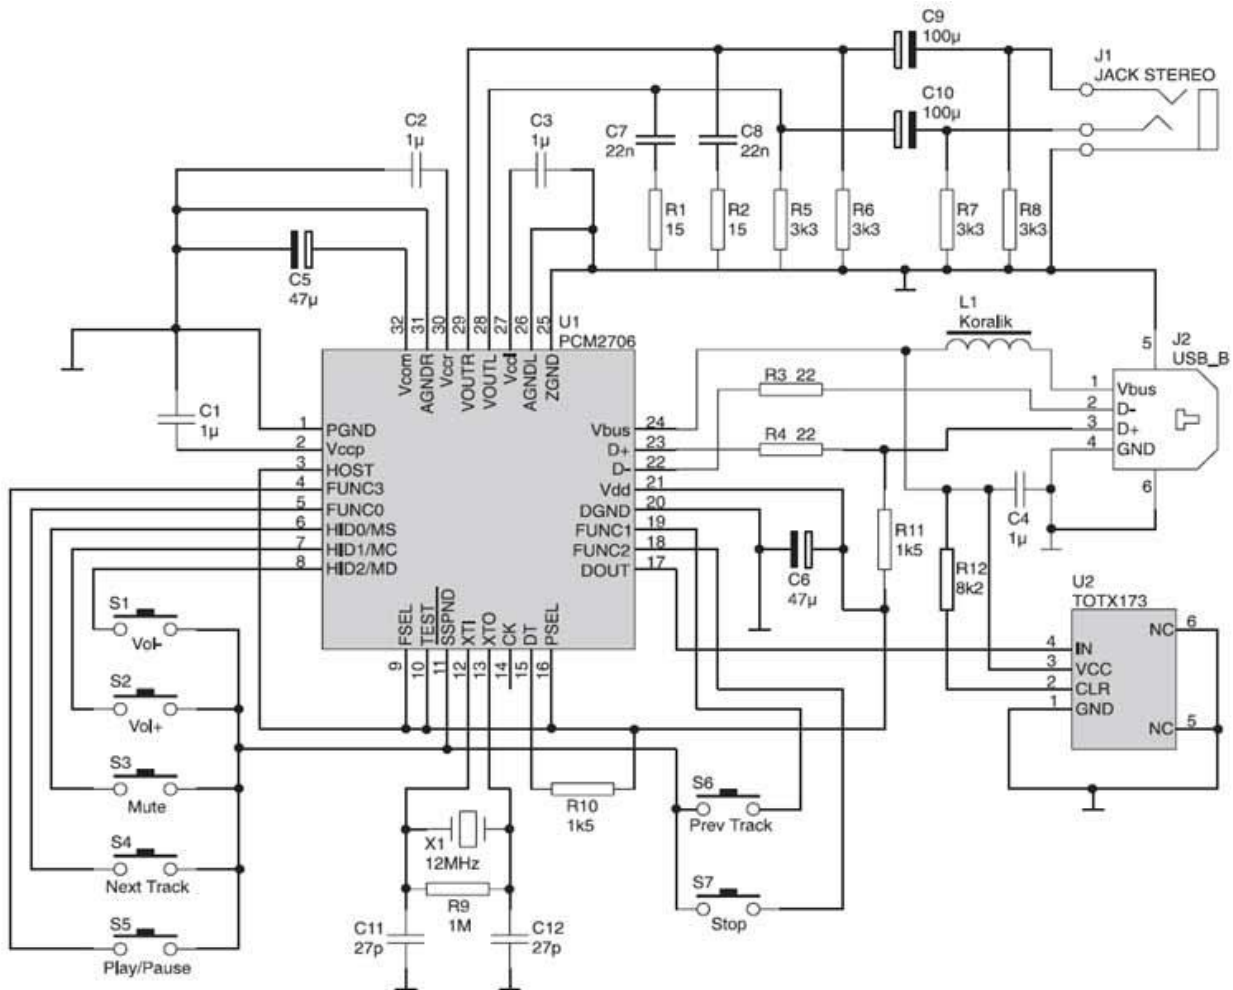 C9
100µ
J1
JACK STEREO
C10
100µ
C2
1µ
C3
1µ
C7
22n
C8
22n
R1
15
R2
15
R5
3k3
R6
3k3
R7
3k3
R8
3k3
C5
47µ
L1
Koralik
U1
PCM2706
32 31 30 29 28 27 26 25
Vcom AGNDR Vccr VOUTR VOUTL Vccl AGNDL ZGND
J2
USB_B
5
1 Vbus
2 D-
3 D+
4 GND
6
R3 22
R4 22
C1
1µ
1 PGND
2 Vccp
3 HOST
4 FUNC3
5 FUNC0
6 HID0/MS
7 HID1/MC
8 HID2/MD
Vbus 24
D+ 23
D- 22
Vdd 21
DGND 20
FUNC1 19
FUNC2 18
DOUT 17
C4
1µ
R11
1k5
R12
8k2
C6
47µ
U2
TOTX173
4 IN
3 VCC
2 CLR
1 GND
NC 6
NC 5
FSEL TEST SSPND XTI XTO CK DT PSEL
9 10 11 12 13 14 15 16
S1
Vol-
S2
Vol+
S3
Mute
S4
Next Track
S5
Play/Pause
R10
1k5
S6
Prev Track
S7
Stop
X1
12MHz
R9
1M
C11
27p
C12
27p